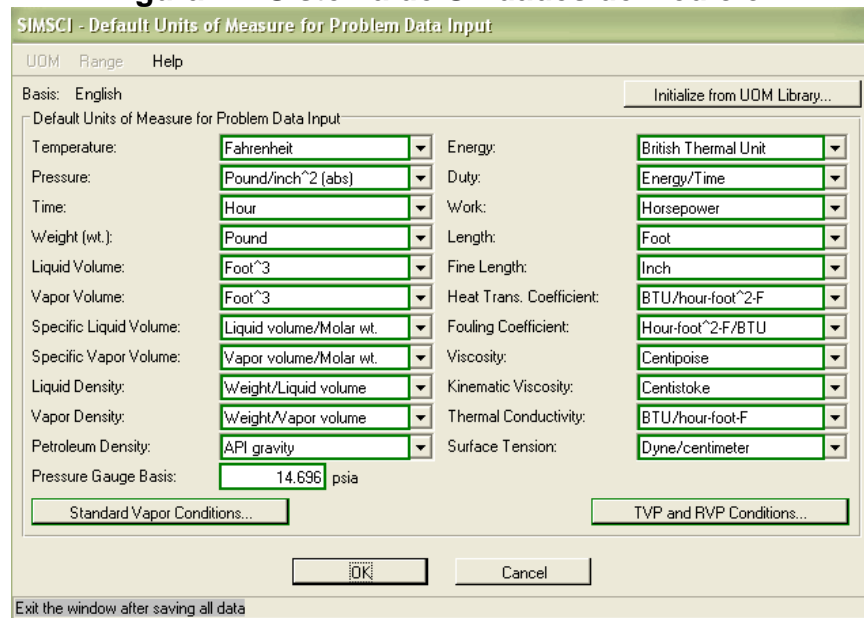 SIMSCI - Default Units of Measure for Problem Data Input
UOM Range Help
Basis: English
Initialize from UOM Library...
Default Units of Measure for Problem Data Input
Temperature: Fahrenheit Energy: British Thermal Unit
Pressure: Pound/inch^2 (abs) Duty: Energy/Time
Time: Hour Work: Horsepower
Weight (wt.): Pound Length: Foot
Liquid Volume: Foot^3 Fine Length: Inch
Vapor Volume: Foot^3 Heat Trans. Coefficient: BTU/hour-foot^2-F
Specific Liquid Volume: Liquid volume/Molar wt. Fouling Coefficient: Hour-foot^2-F/BTU
Specific Vapor Volume: Vapor volume/Molar wt. Viscosity: Centipoise
Liquid Density: Weight/Liquid volume Kinematic Viscosity: Centistoke
Vapor Density: Weight/Vapor volume Thermal Conductivity: BTU/hour-foot-F
Petroleum Density: API gravity Surface Tension: Dyne/centimeter
Pressure Gauge Basis: 14.696 psia
Standard Vapor Conditions... TVP and RVP Conditions...
OK Cancel
Exit the window after saving all data